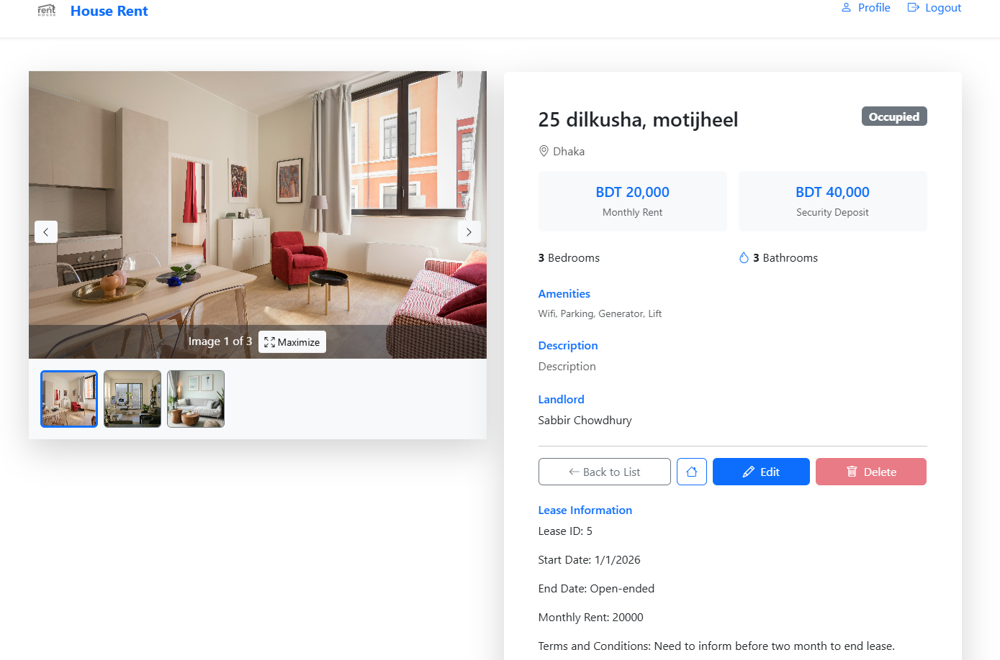 rent
HOUSE
House Rent
Profile
Logout
25 dilkusha, motijheel
Occupied
Dhaka
BDT 20,000
Monthly Rent
BDT 40,000
Security Deposit
3 Bedrooms
3 Bathrooms
Amenities
Wifi, Parking, Generator, Lift
Description
Description
Landlord
Sabbir Chowdhury
Image 1 of 3
Maximize
Back to List
Edit
Delete
Lease Information
Lease ID: 5
Start Date: 1/1/2026
End Date: Open-ended
Monthly Rent: 20000
Terms and Conditions: Need to inform before two month to end lease.